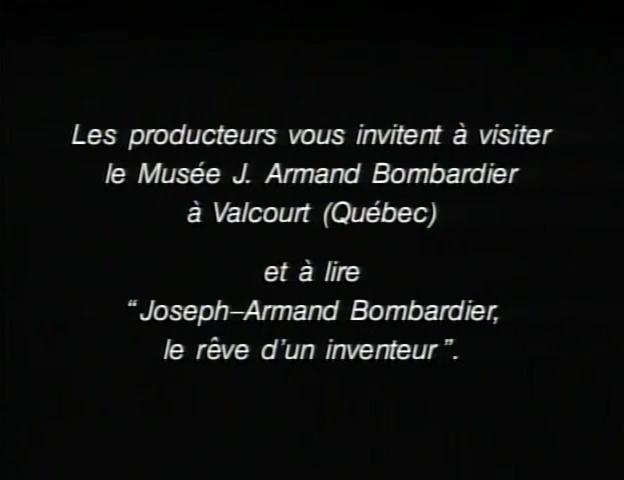 Les producteurs vous invitent à visiter
le Musée J. Armand Bombardier
à Valcourt (Québec)
et à lire
“Joseph–Armand Bombardier,
le rêve d’un inventeur”.